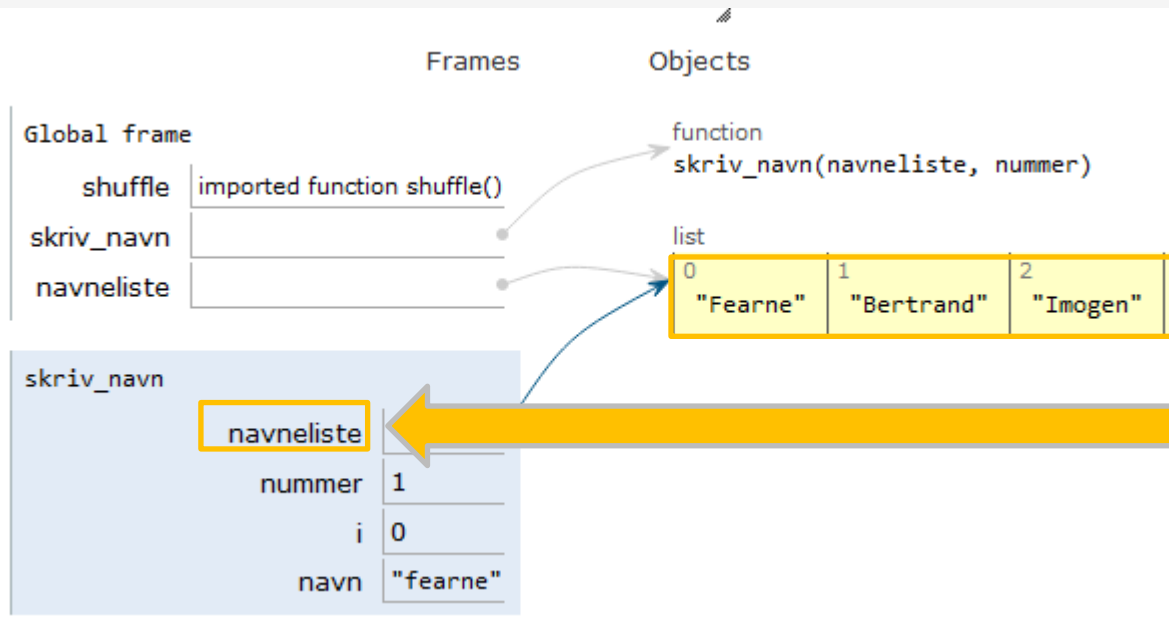 Frames Objects
Global frame
shuffle imported function shuffle()
skriv_navn
navneliste
function
skriv_navn(navneliste, nummer)
list
0 1 2
"Fearne" "Bertrand" "Imogen"
skriv_navn
navneliste
nummer 1
i 0
navn "fearne"